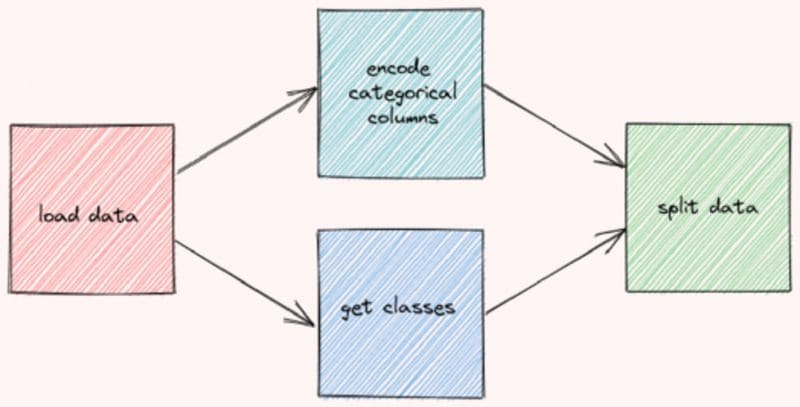 load data
encode
categorical
columns
get classes
split data